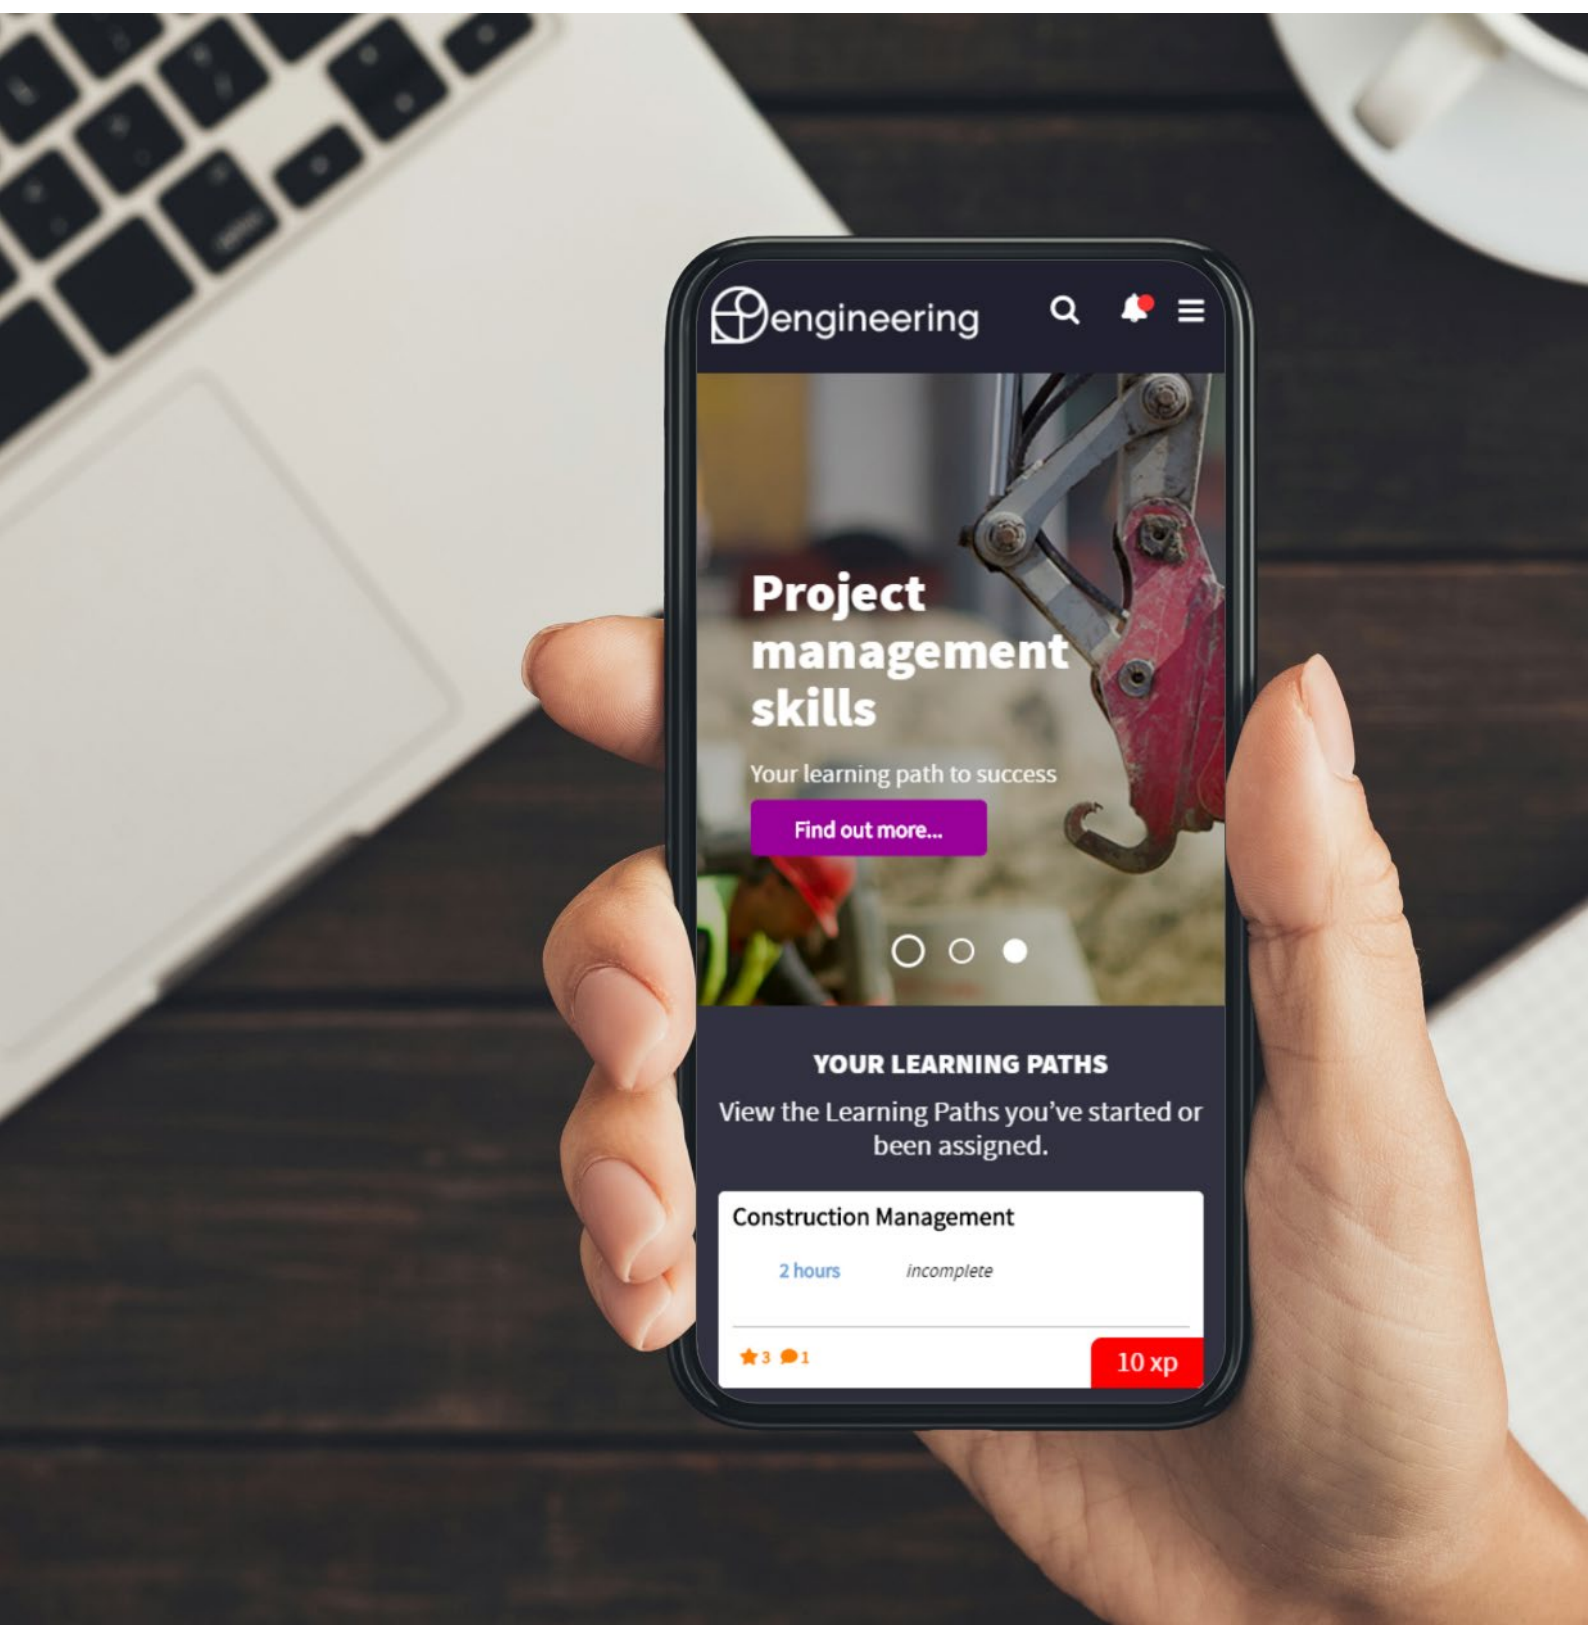 engineering
Project
management
skills
Your learning path to success
Find out more...
YOUR LEARNING PATHS
View the Learning Paths you've started or
been assigned.
Construction Management
2 hours incomplete
3 1
10 xp